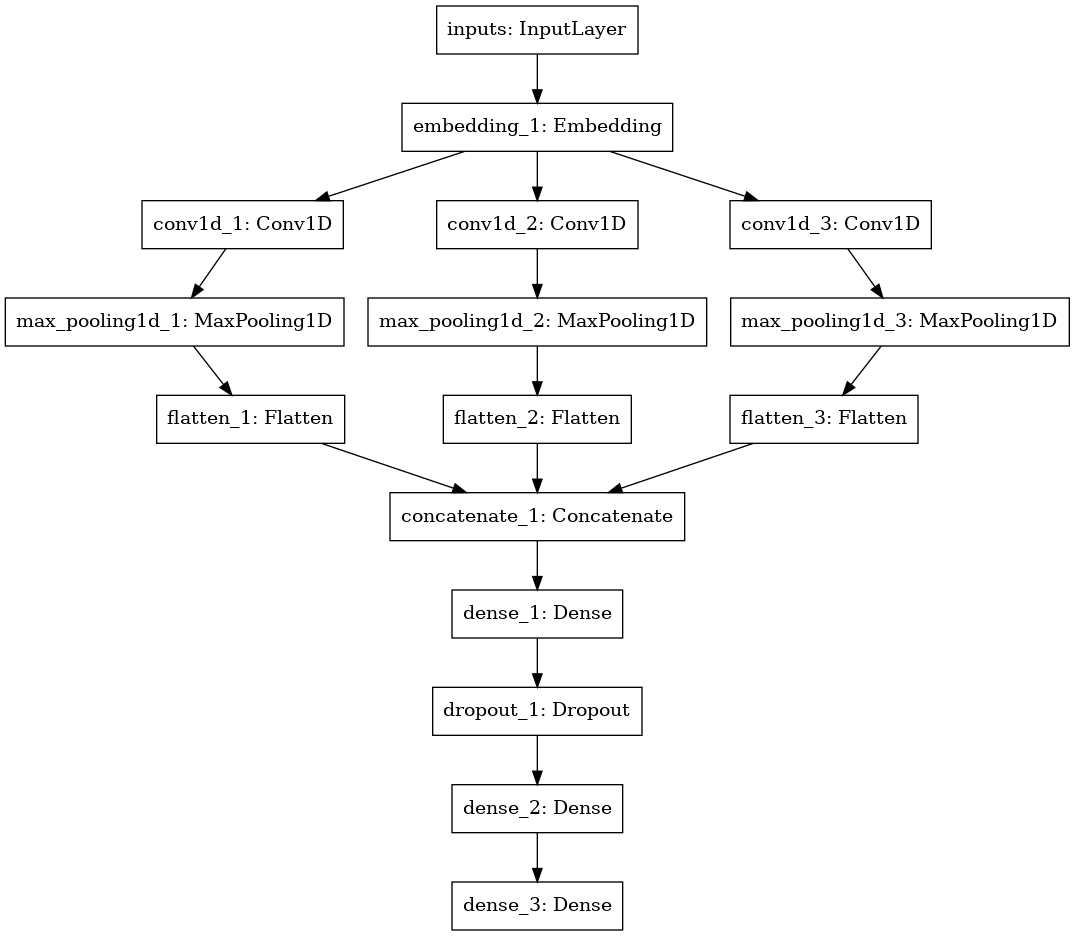 inputs: InputLayer
embedding_1: Embedding
conv1d_1: Conv1D
conv1d_2: Conv1D
conv1d_3: Conv1D
max_pooling1d_1: MaxPooling1D
max_pooling1d_2: MaxPooling1D
max_pooling1d_3: MaxPooling1D
flatten_1: Flatten
flatten_2: Flatten
flatten_3: Flatten
concatenate_1: Concatenate
dense_1: Dense
dropout_1: Dropout
dense_2: Dense
dense_3: Dense